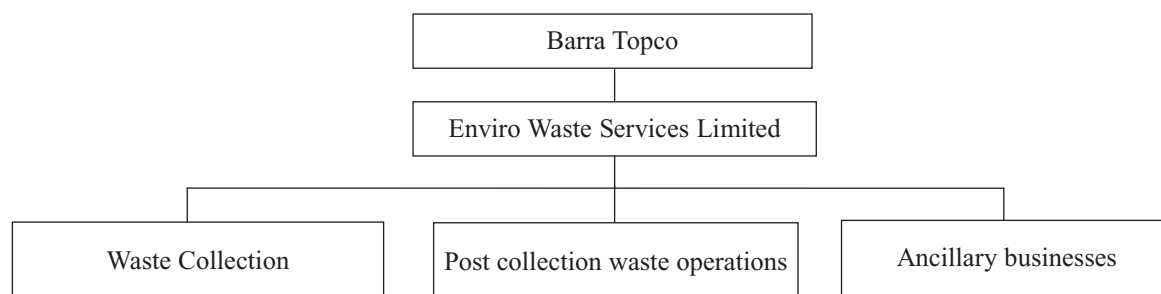 Barra Topco
Enviro Waste Services Limited
Waste Collection
Post collection waste operations
Ancillary businesses